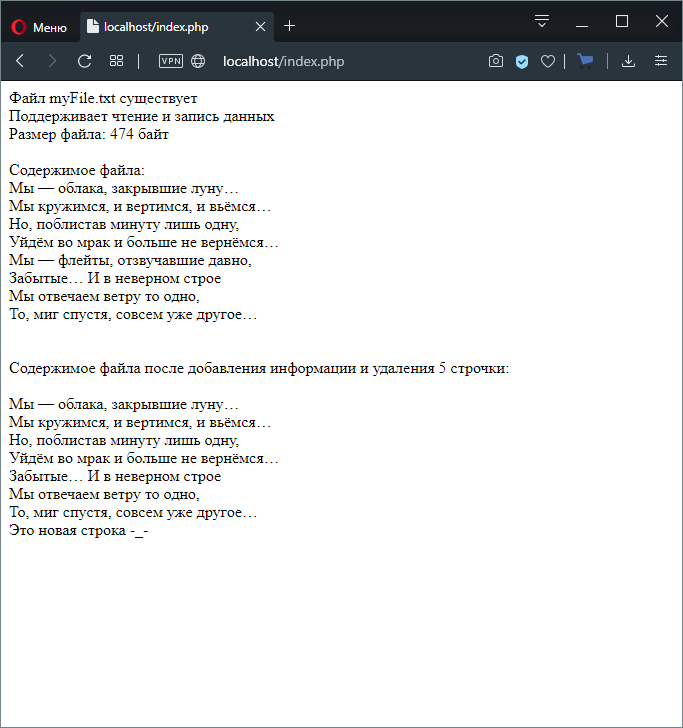 Меню
localhost/index.php
VPN
localhost/index.php
Файл myFile.txt существует
Поддерживает чтение и запись данных
Размер файла: 474 байт
Содержимое файла:
Мы — облака, закрывшие луну…
Мы кружимся, и вертимся, и вьёмся…
Но, поблистав минуту лишь одну,
Уйдём во мрак и больше не вернёмся…
Мы — флейты, отзвучавшие давно,
Забытые… И в неверном строе
Мы отвечаем ветру то одно,
То, миг спустя, совсем уже другое…
Содержимое файла после добавления информации и удаления 5 строчки:
Мы — облака, закрывшие луну…
Мы кружимся, и вертимся, и вьёмся…
Но, поблистав минуту лишь одну,
Уйдём во мрак и больше не вернёмся…
Забытые… И в неверном строе
Мы отвечаем ветру то одно,
То, миг спустя, совсем уже другое…
Это новая строка -_-